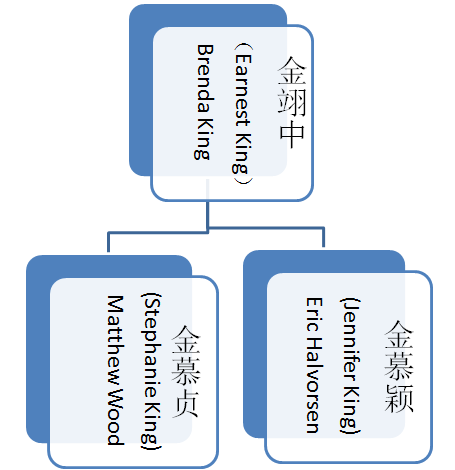 金翊中
（Earnest King）
Brenda King
金慕贞
(Stephanie King)
Matthew Wood
金慕颖
(Jennifer King)
Eric Halvorsen